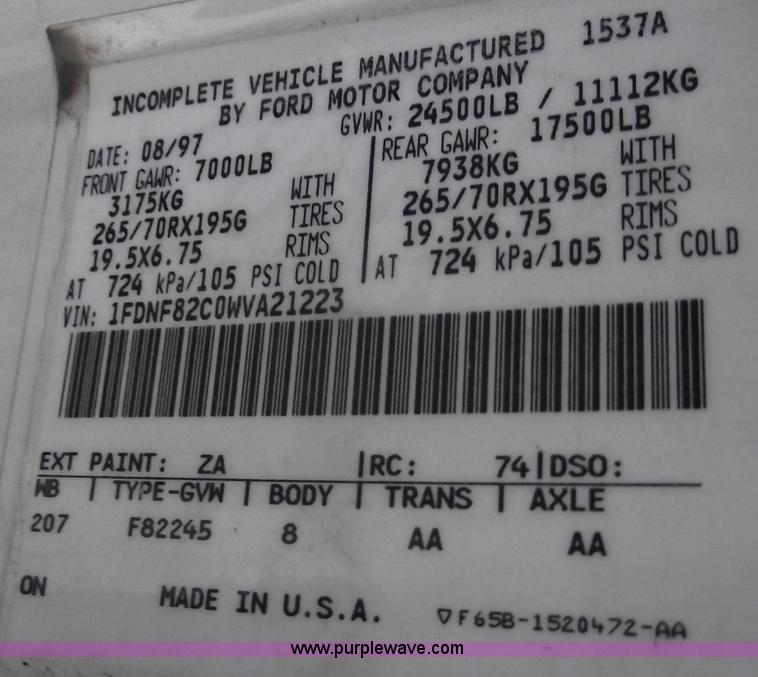 INCOMPLETE VEHICLE MANUFACTURED 1537A
BY FORD MOTOR COMPANY
GVWR: 24500LB / 11112KG
DATE: 08/97
FRONT GAWR: 7000LB
3175KG WITH
265/70RX195G TIRES
19.5X6.75 RIMS
AT 724 kPa/105 PSI COLD
REAR GAWR: 17500LB
7938KG WITH
265/70RX195G TIRES
19.5X6.75 RIMS
AT 724 kPa/105 PSI COLD
VIN: 1FDNF82C0WVA21223
EXT PAINT: ZA |RC: 74|DSO:
WB | TYPE-GVW | BODY | TRANS | AXLE
207 F82245 8 AA AA
ON MADE IN U.S.A. ▽F65B-1520472-AA
www.purplewave.com